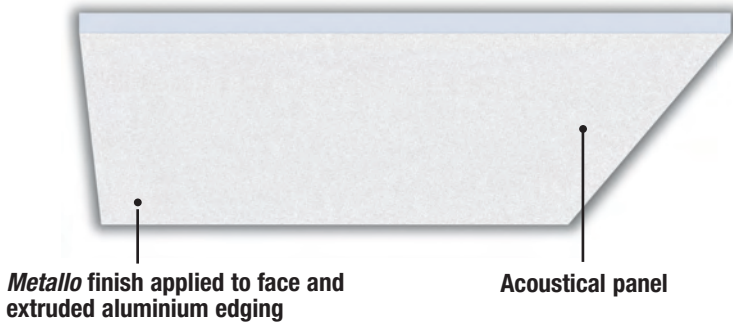 Metallo finish applied to face and
extruded aluminium edging
Acoustical panel